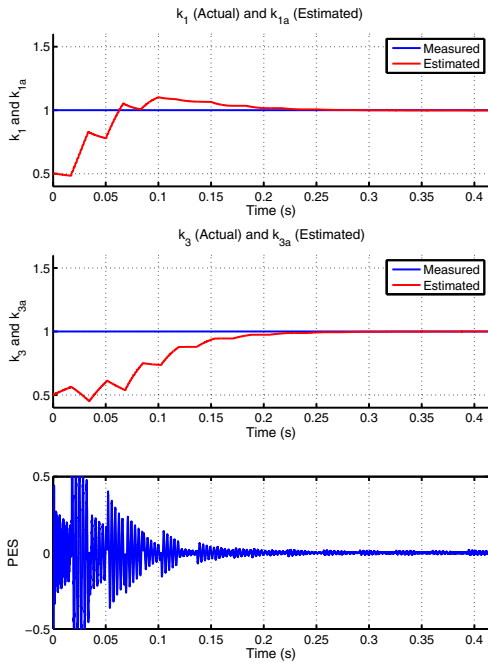 k₁ (Actual) and k₁ₐ (Estimated)
1.5
1
0.5
k₁ and k₁ₐ
Measured
Estimated
0 0.05 0.1 0.15 0.2 0.25 0.3 0.35 0.4
Time (s)
k₃ (Actual) and k₃ₐ (Estimated)
1.5
1
0.5
k₃ and k₃ₐ
Measured
Estimated
0 0.05 0.1 0.15 0.2 0.25 0.3 0.35 0.4
Time (s)
0.5
0
−0.5
PES
0 0.05 0.1 0.15 0.2 0.25 0.3 0.35 0.4
Time (s)